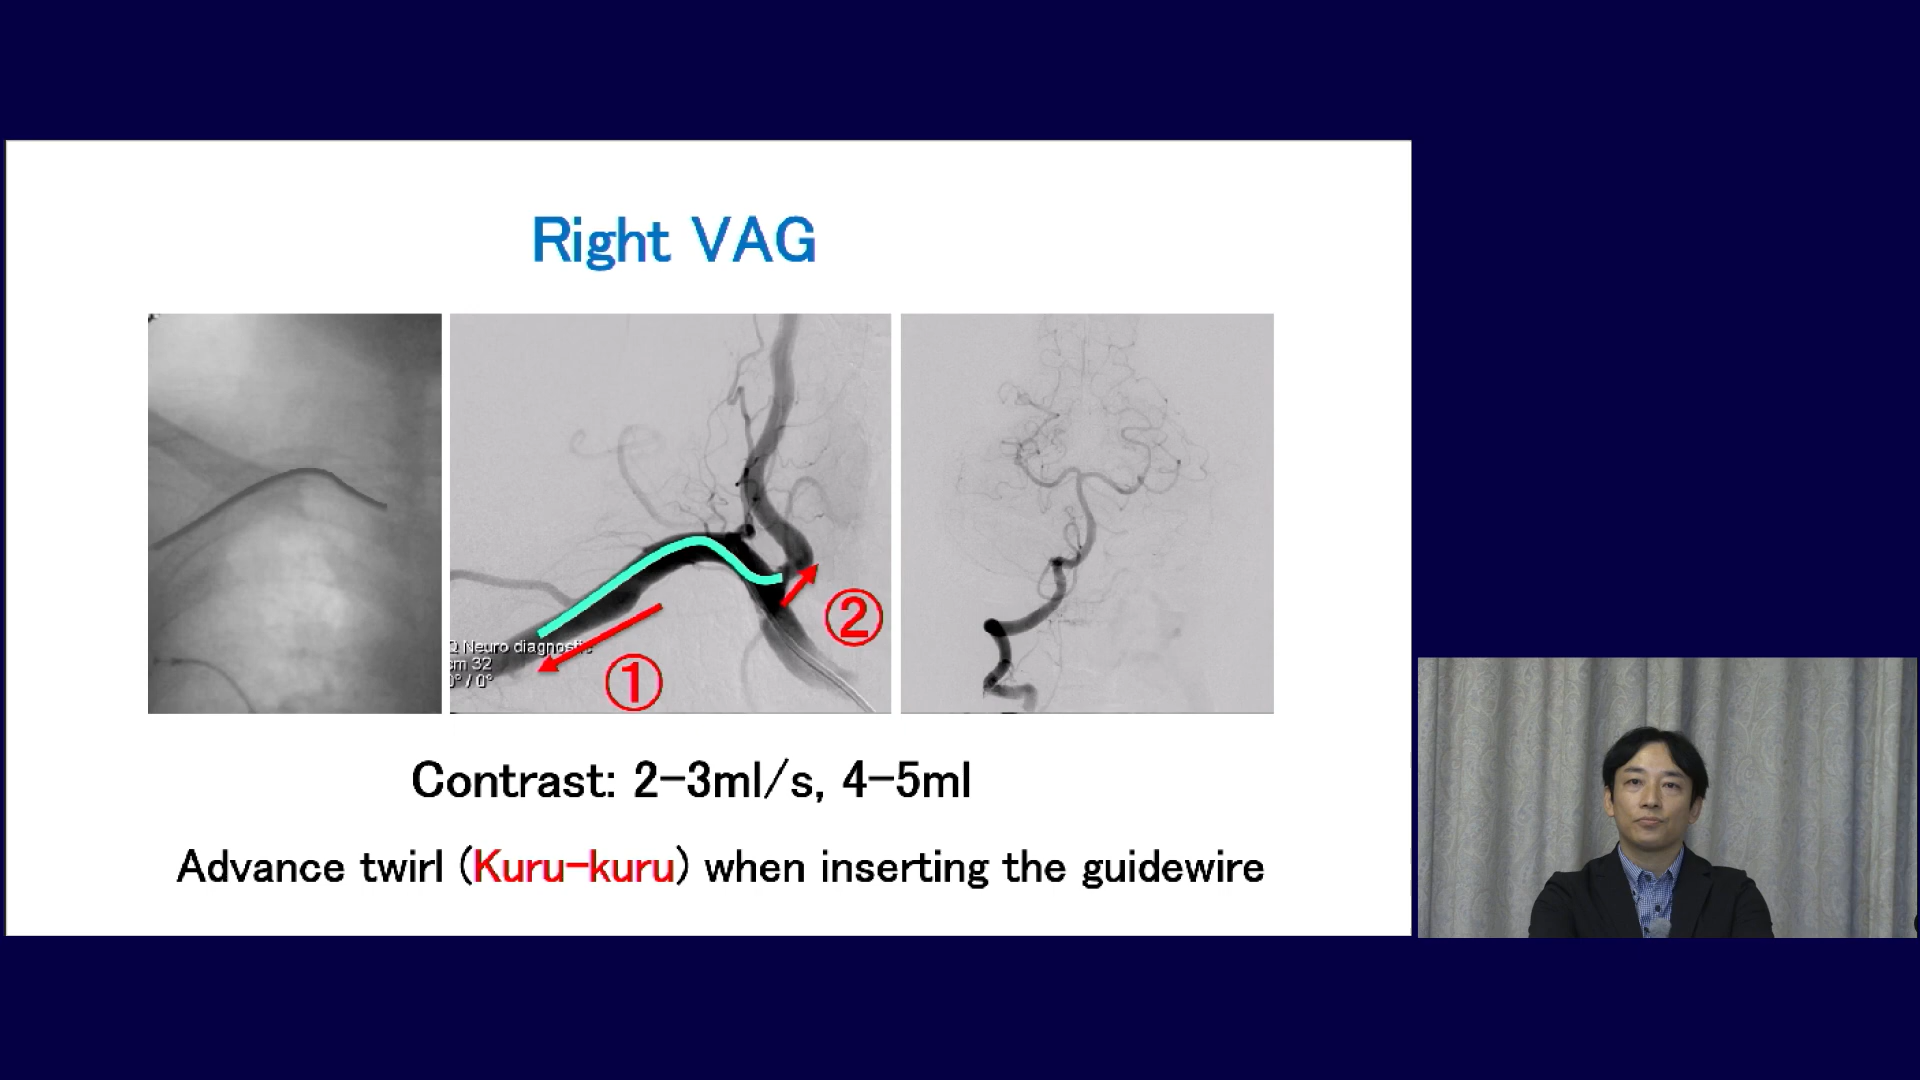 Right VAG
Q Neuro diagnostic
cm 32
0° / 0°
①
②
Contrast: 2-3ml/s, 4-5ml
Advance twirl (Kuru-kuru) when inserting the guidewire